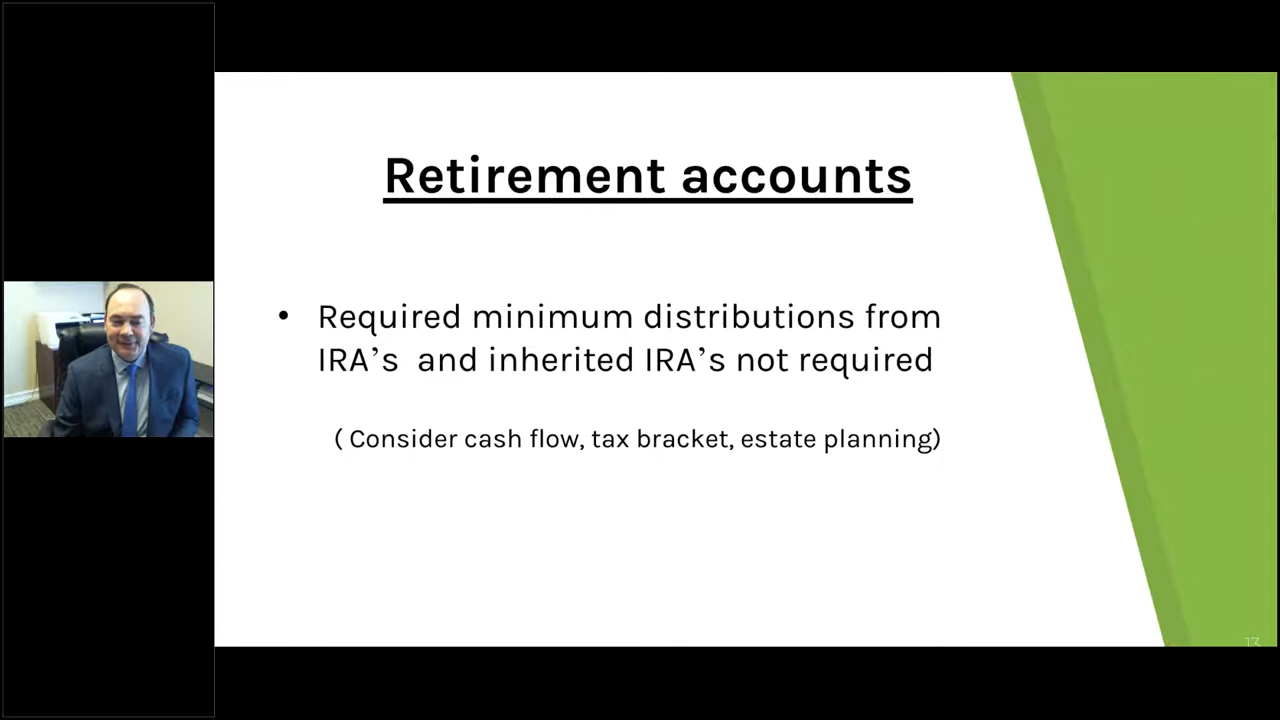 Retirement accounts
• Required minimum distributions from
IRA’s  and inherited IRA’s not required
( Consider cash flow, tax bracket, estate planning)
13